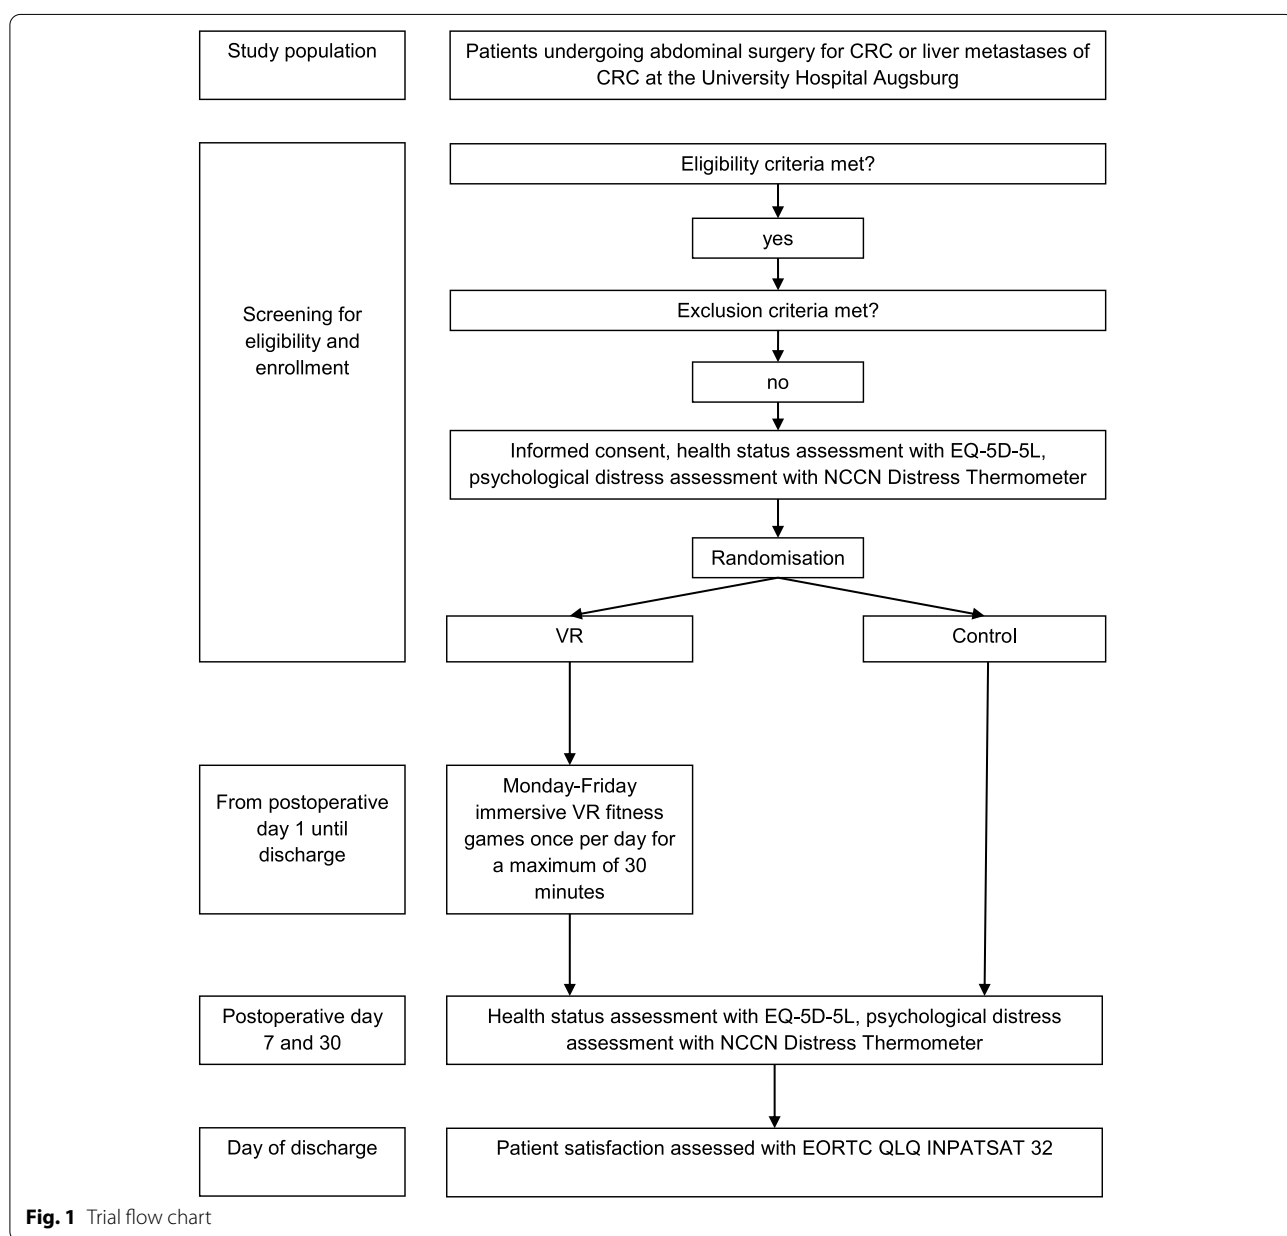 Study population
Patients undergoing abdominal surgery for CRC or liver metastases of
CRC at the University Hospital Augsburg
Screening for
eligibility and
enrollment
Eligibility criteria met?
yes
Exclusion criteria met?
no
Informed consent, health status assessment with EQ-5D-5L,
psychological distress assessment with NCCN Distress Thermometer
Randomisation
VR
Control
From postoperative
day 1 until
discharge
Monday-Friday
immersive VR fitness
games once per day for
a maximum of 30
minutes
Postoperative day
7 and 30
Health status assessment with EQ-5D-5L, psychological distress
assessment with NCCN Distress Thermometer
Day of discharge
Patient satisfaction assessed with EORTC QLQ INPATSAT 32
Fig. 1 Trial flow chart